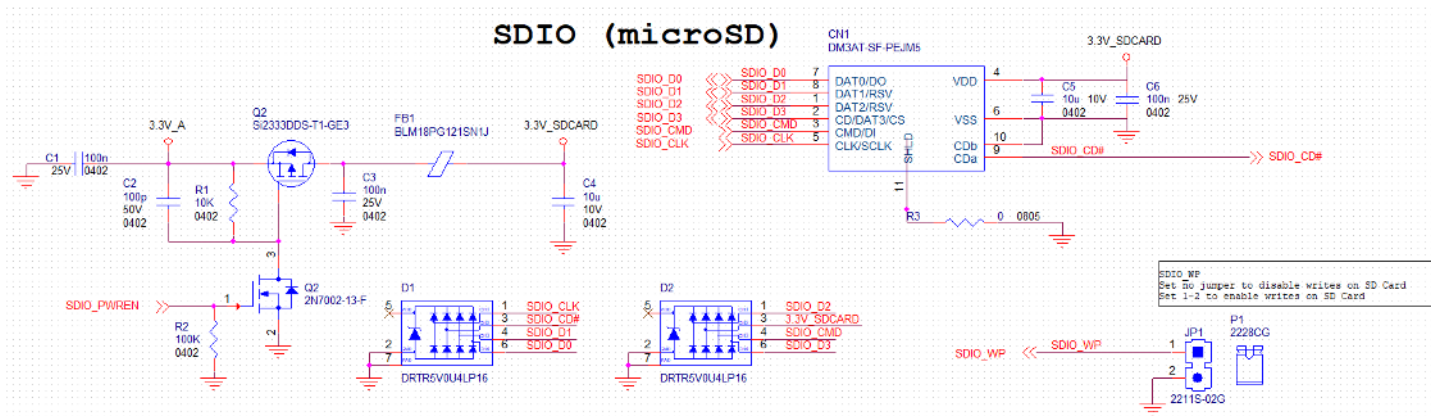 SDIO (microSD)
CN1
DM3AT-SF-PEJM5
3.3V_SDCARD
SDIO_D0
SDIO_D1
SDIO_D2
SDIO_D3
SDIO_CMD
SDIO_CLK
SDIO_D0 7
SDIO_D1 8
SDIO_D2 1
SDIO_D3 2
SDIO_CMD 3
SDIO_CLK 5
DAT0/DO
DAT1/RSV
DAT2/RSV
CD/DAT3/CS
CMD/DI
CLK/SCLK
SHLD
VDD 4
VSS 6
CDb 10
CDa 9
11
C5
10u 10V
0402
C6
100n 25V
0402
SDIO_CD#
SDIO_CD#
R3 0 0805
Q2
Si2333DDS-T1-GE3
3.3V_A
FB1
BLM18PG121SN1J
3.3V_SDCARD
C1 100n
25V 0402
C2
100p
50V
0402
R1
10K
0402
C3
100n
25V
0402
C4
10u
10V
0402
SDIO_PWREN
1
3
2
Q2
2N7002-13-F
R2
100K
0402
D1
5
2
7
1 SDIO_CLK
3 SDIO_CD#
4 SDIO_D1
6 SDIO_D0
DRTR5V0U4LP16
D2
5
2
7
1 SDIO_D2
3 3.3V_SDCARD
4 SDIO_CMD
6 SDIO_D3
DRTR5V0U4LP16
SDIO_WP
Set no jumper to disable writes on SD Card
Set 1-2 to enable writes on SD Card
SDIO_WP
SDIO_WP
JP1
1
2
2211S-02G
P1
2228CG